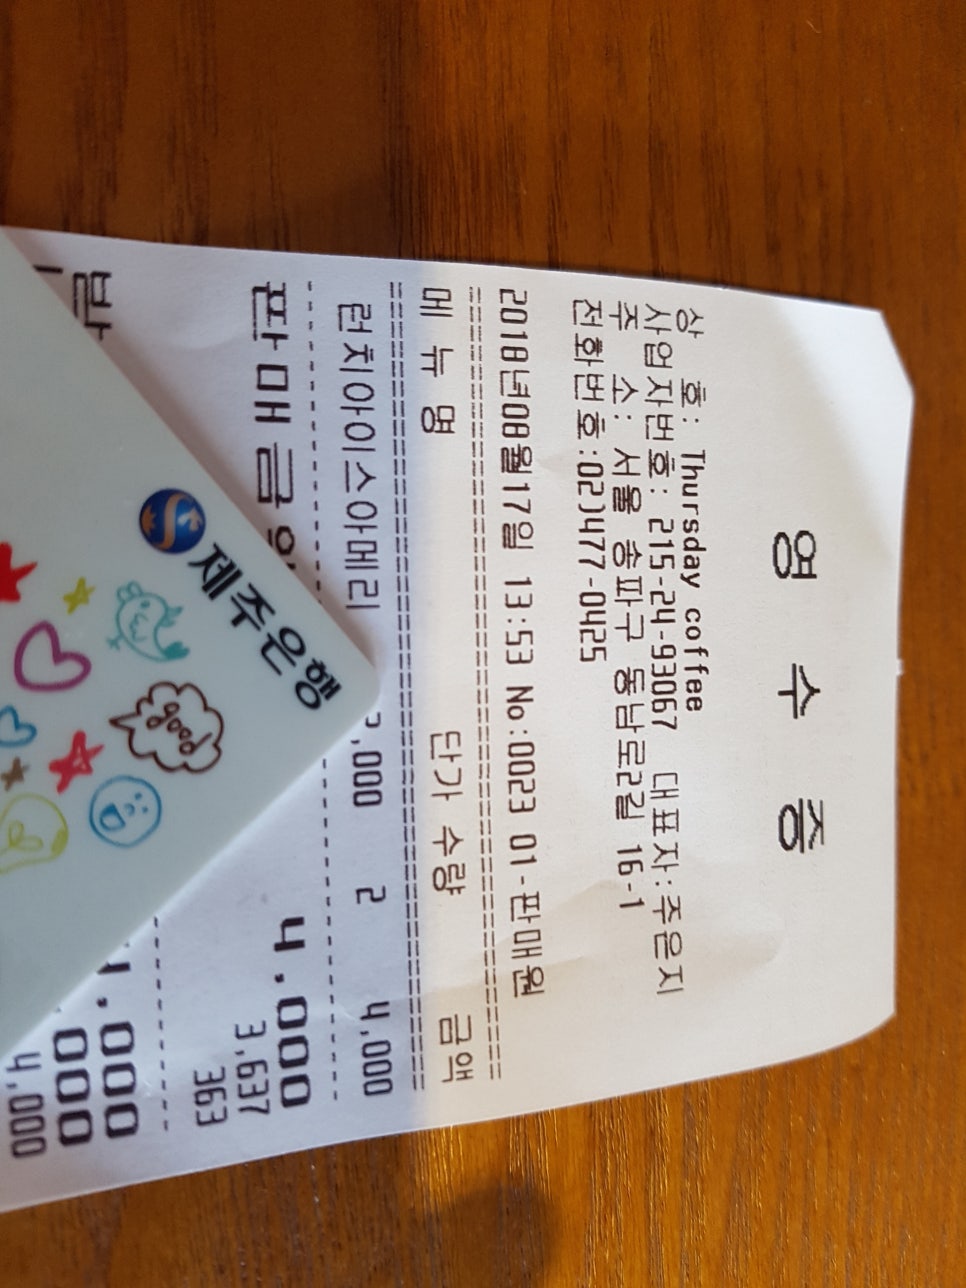 영 수 증
상 호: Thursday coffee
사업자번호: 215-24-93067 대표자:주은지
주 소: 서울 송파구 동남로2길 16-1
전화번호:02)477-0425
2018년08월17일 13:53 No:0023 01-판매원
==========================================
메 뉴 명 단가 수량 금액
==========================================
런치아이스아메리 ,000 2 4,000
------------------------------------------
판 매 금 4,000
3,637
363
------------------------------------------
받 ,000
000
4,000
제주은행
good